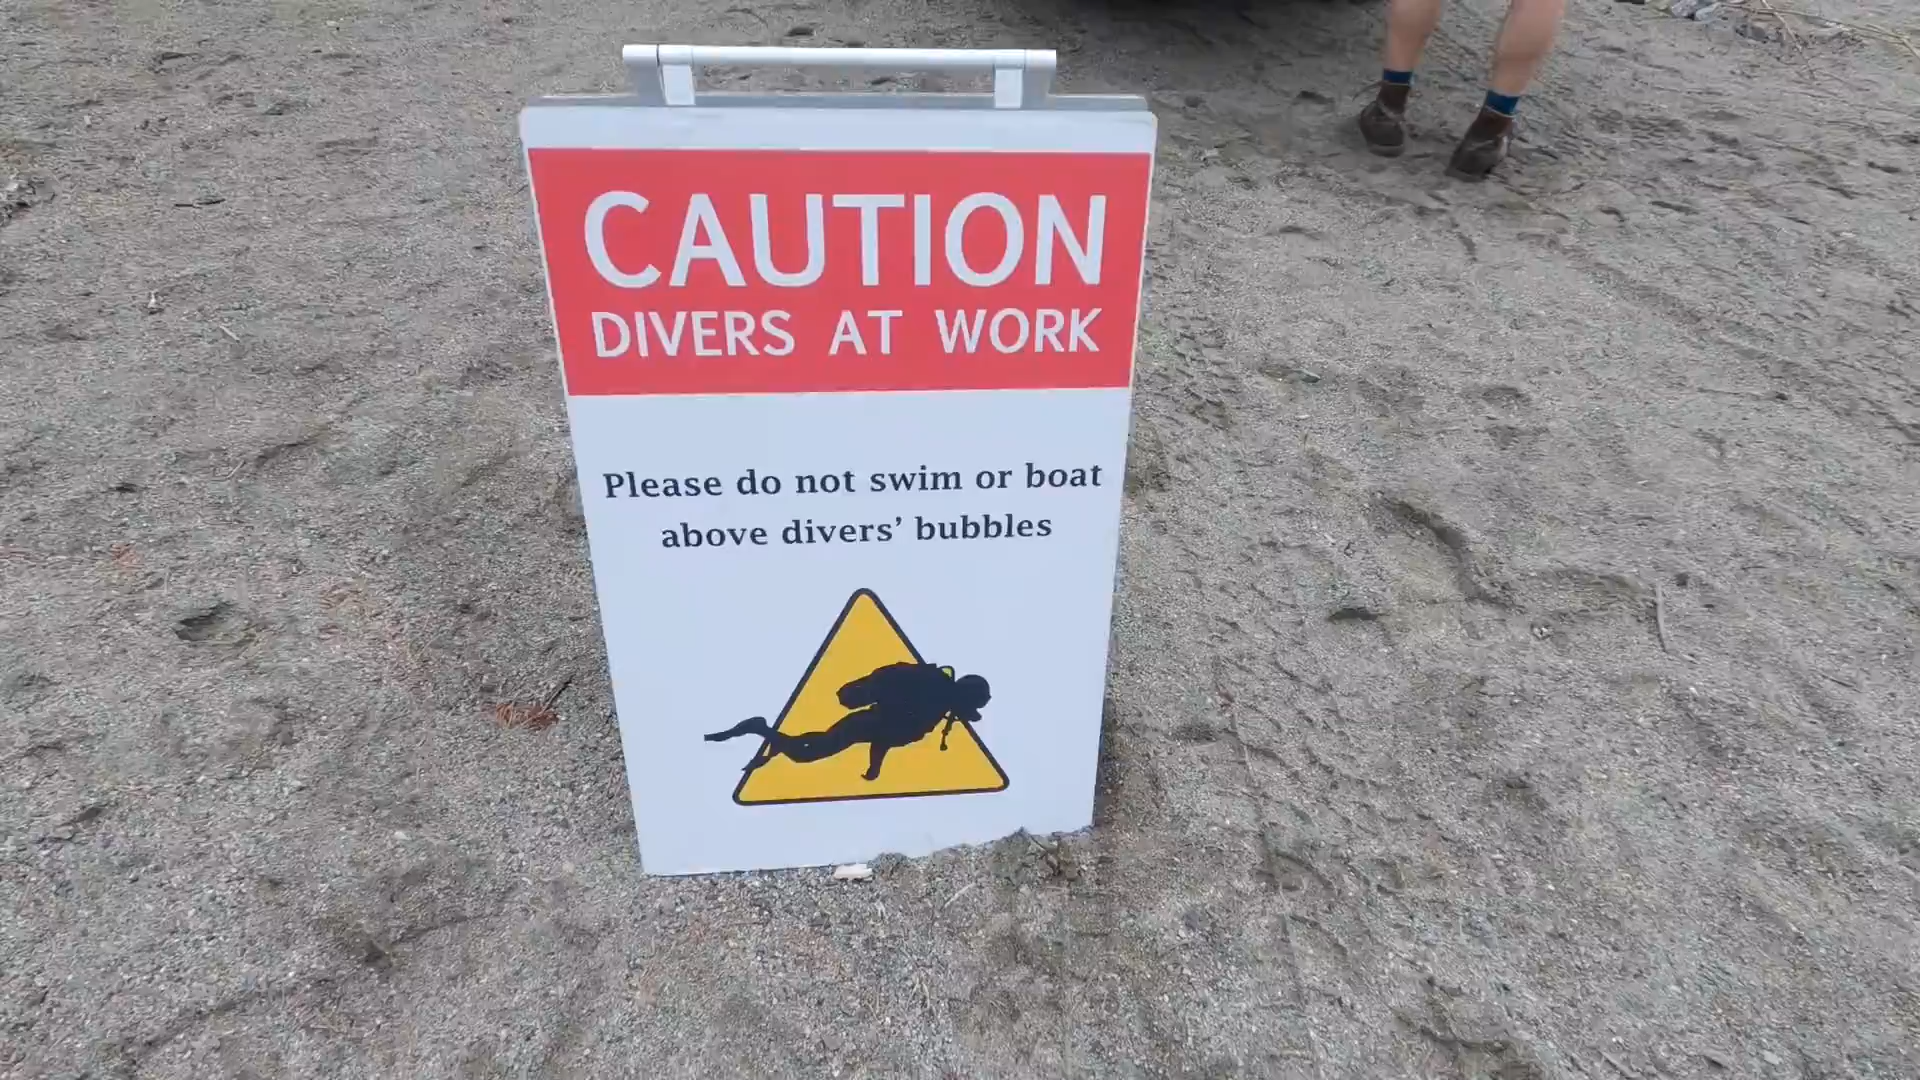 CAUTION
DIVERS AT WORK
Please do not swim or boat
above divers’ bubbles